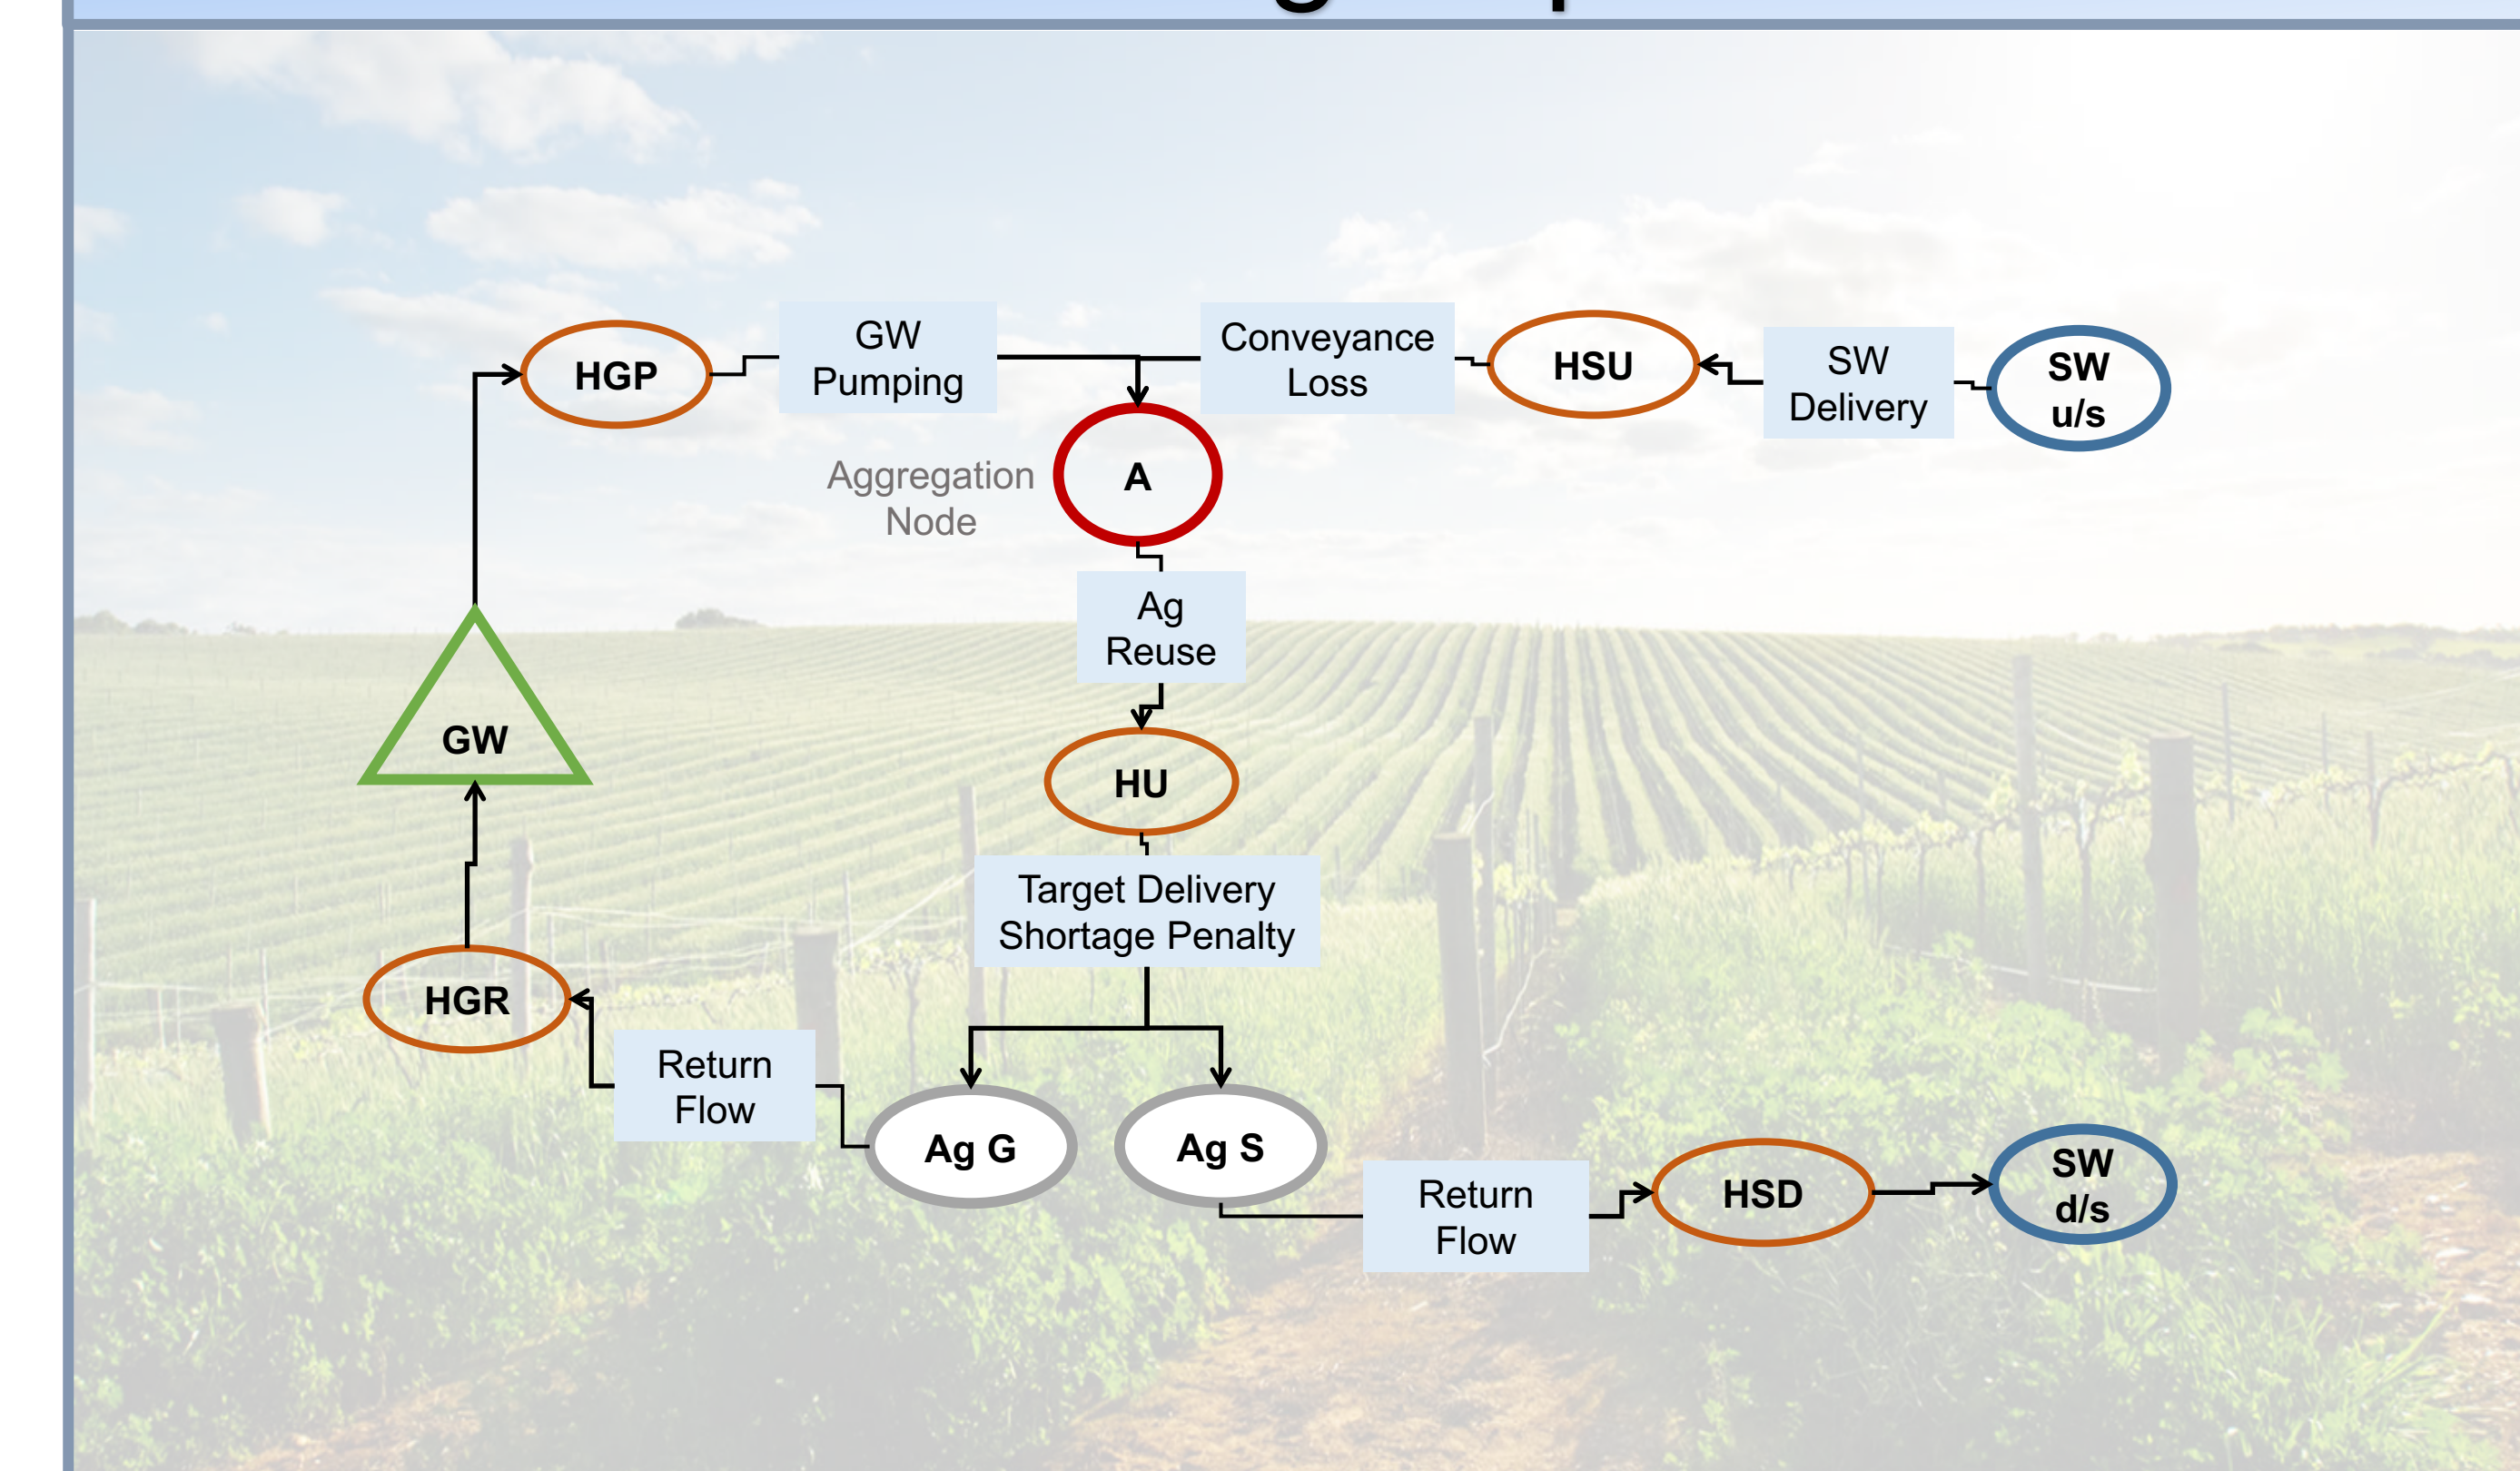 GW
Pumping
Conveyance
Loss
HGP
HSU
SW
Delivery
SW
u/s
Aggregation
Node
A
Ag
Reuse
GW
HU
Target Delivery
Shortage Penalty
HGR
Return
Flow
Ag G
Ag S
Return
Flow
HSD
SW
d/s